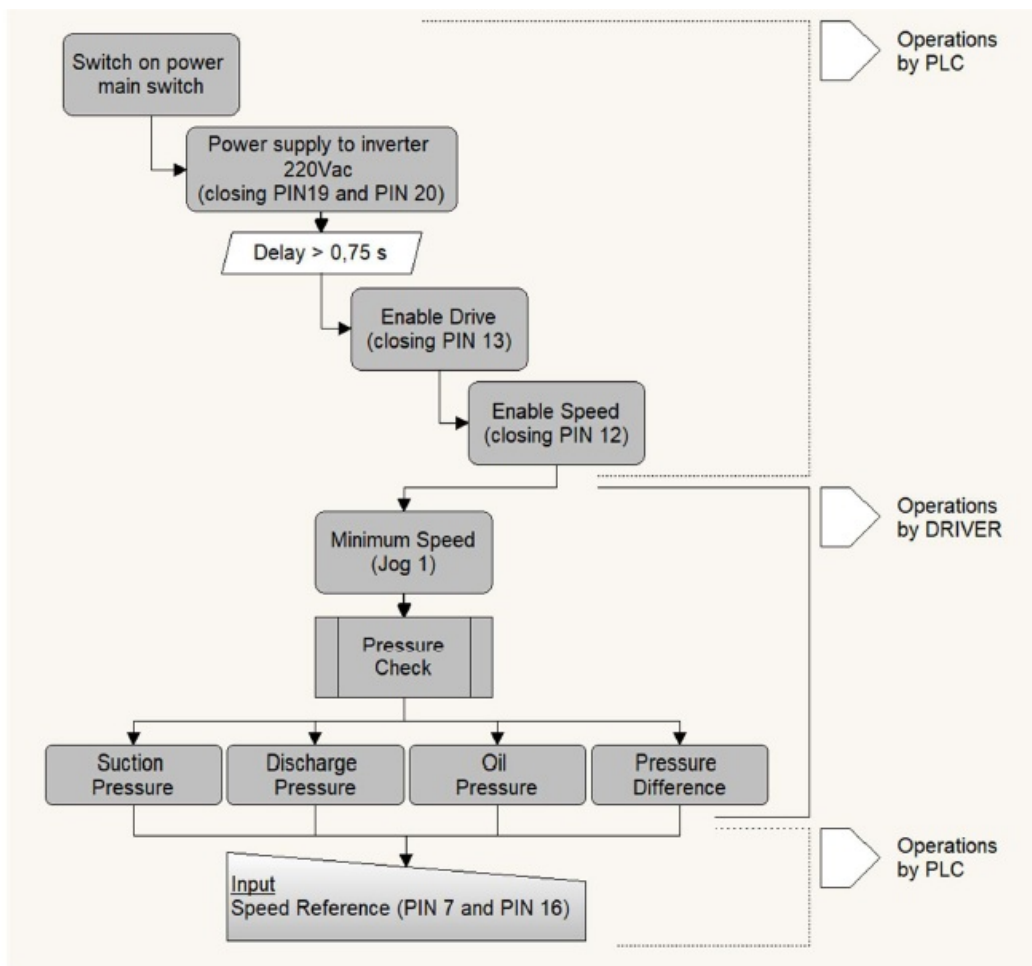 Switch on power
main switch
Operations
by PLC
Power supply to inverter
220Vac
(closing PIN19 and PIN 20)
Delay > 0,75 s
Enable Drive
(closing PIN 13)
Enable Speed
(closing PIN 12)
Operations
by DRIVER
Minimum Speed
(Jog 1)
Pressure
Check
Suction
Pressure
Discharge
Pressure
Oil
Pressure
Pressure
Difference
Operations
by PLC
Input
Speed Reference (PIN 7 and PIN 16)